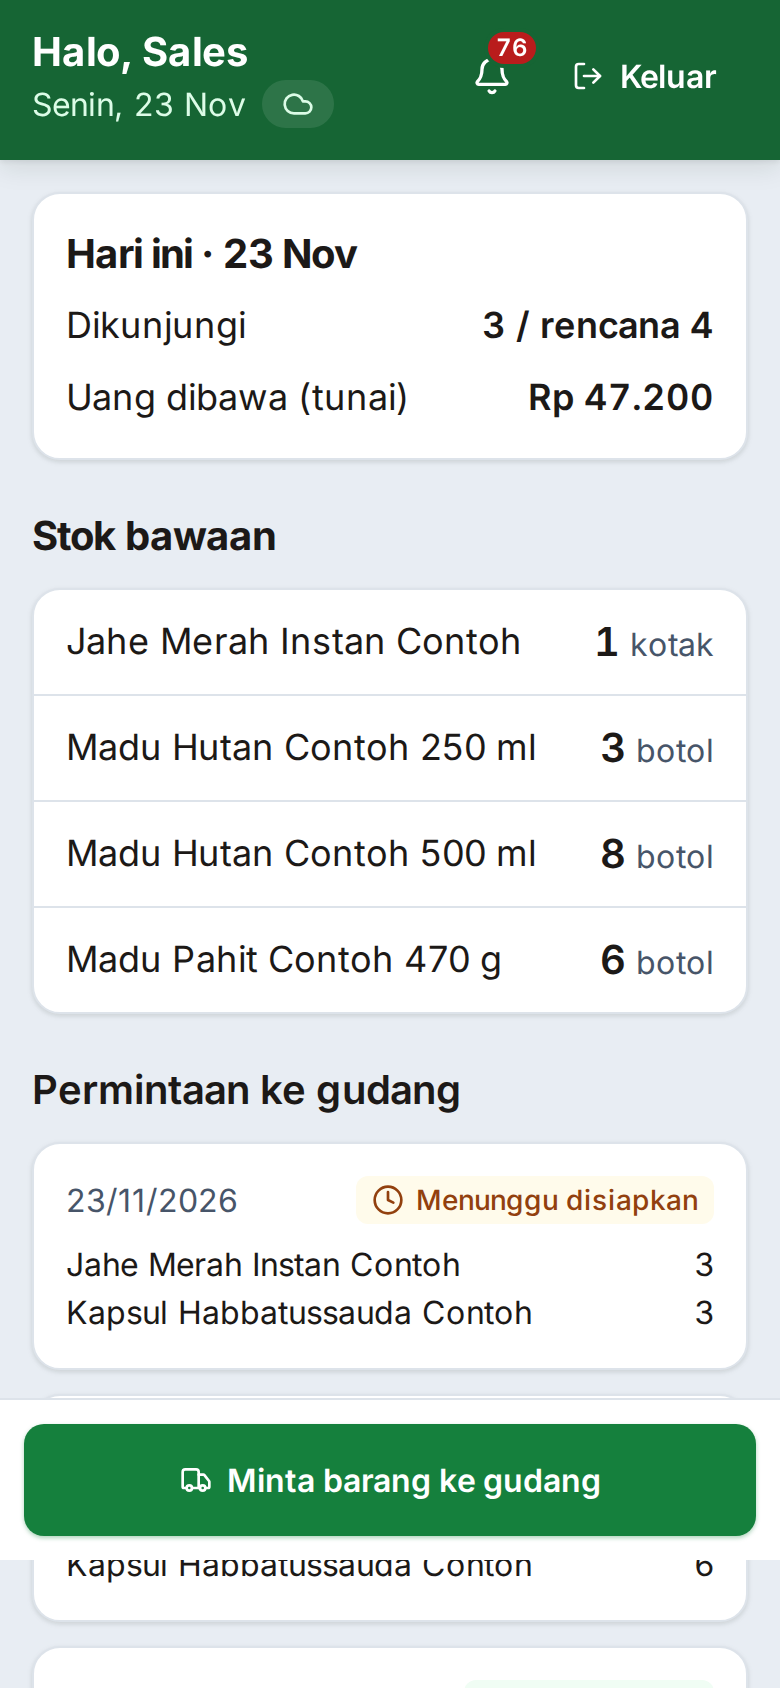 Halo, Sales
Senin, 23 Nov
76
Keluar
Hari ini · 23 Nov
Dikunjungi 3 / rencana 4
Uang dibawa (tunai) Rp 47.200
Stok bawaan
Jahe Merah Instan Contoh 1 kotak
Madu Hutan Contoh 250 ml 3 botol
Madu Hutan Contoh 500 ml 8 botol
Madu Pahit Contoh 470 g 6 botol
Permintaan ke gudang
23/11/2026 Menunggu disiapkan
Jahe Merah Instan Contoh 3
Kapsul Habbatussauda Contoh 3
Minta barang ke gudang
Kapsul Habbatussauda Contoh 6